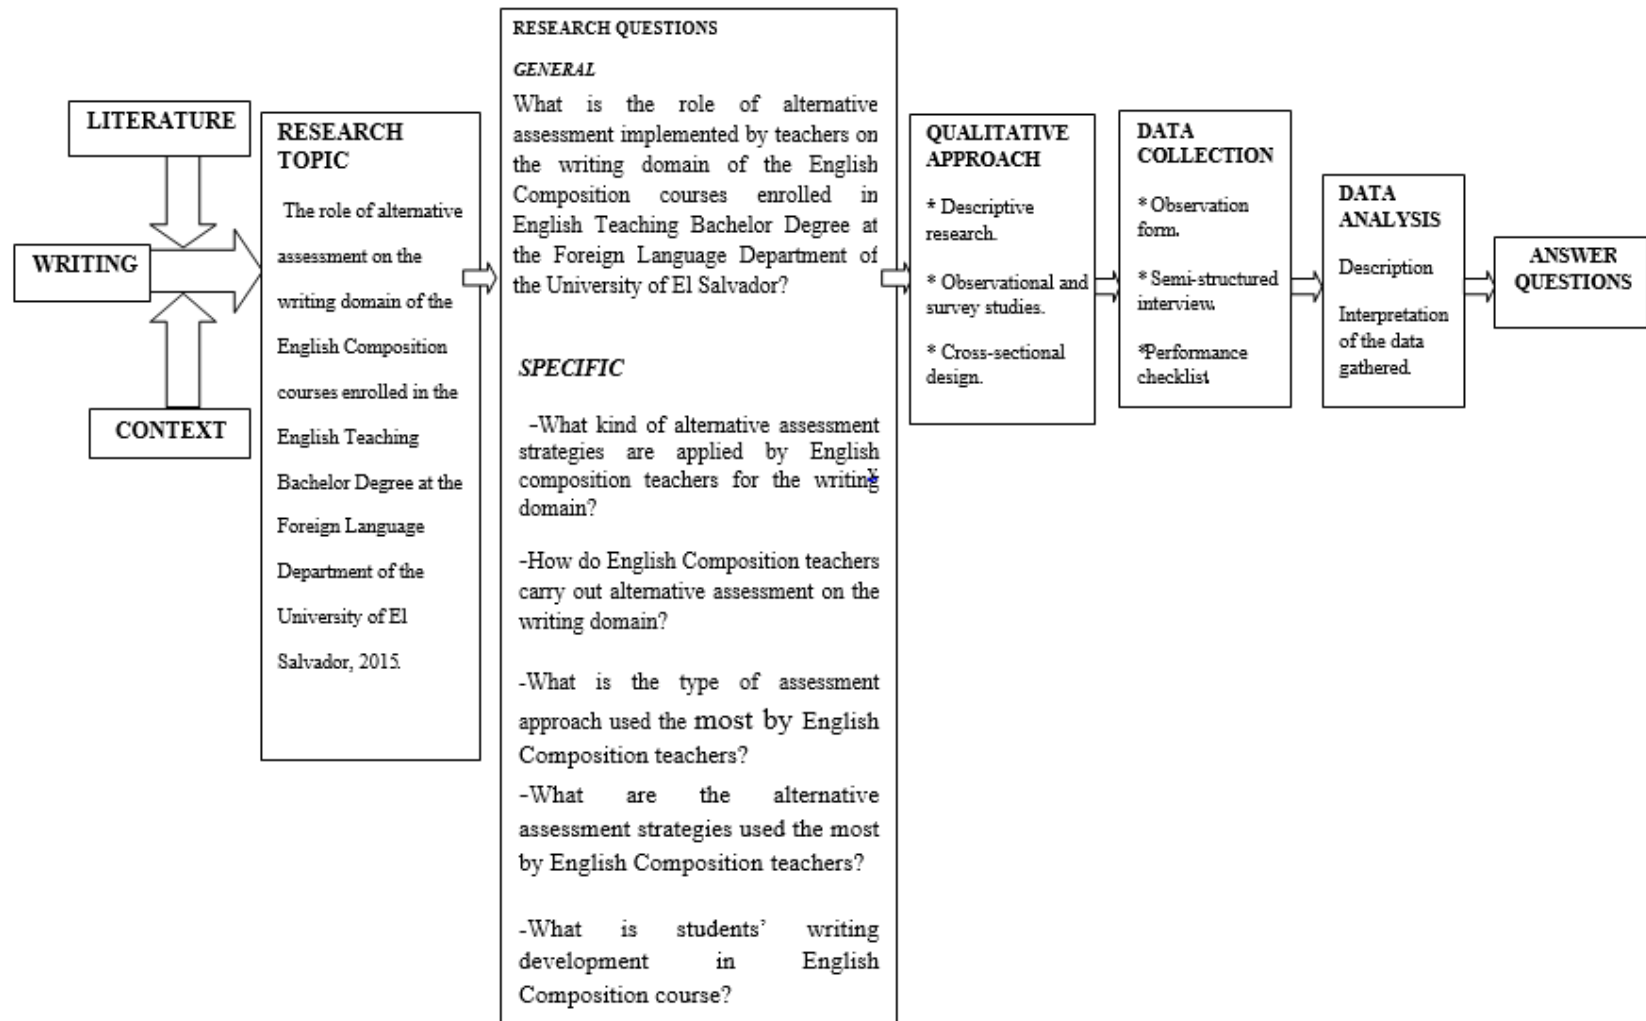 LITERATURE
WRITING
CONTEXT
RESEARCH
TOPIC
The role of alternative
assessment on the
writing domain of the
English Composition
courses enrolled in the
English Teaching
Bachelor Degree at the
Foreign Language
Department of the
University of El
Salvador, 2015.
RESEARCH QUESTIONS
GENERAL
What is the role of alternative
assessment implemented by teachers on
the writing domain of the English
Composition courses enrolled in
English Teaching Bachelor Degree at
the Foreign Language Department of
the University of El Salvador?
SPECIFIC
-What kind of alternative assessment
strategies are applied by English
composition teachers for the writing
domain?
-How do English Composition teachers
carry out alternative assessment on the
writing domain?
-What is the type of assessment
approach used the most by English
Composition teachers?
-What are the alternative
assessment strategies used the most
by English Composition teachers?
-What is students’ writing
development in English
Composition course?
QUALITATIVE
APPROACH
* Descriptive
research.
* Observational and
survey studies.
* Cross-sectional
design.
DATA
COLLECTION
* Observation
form.
* Semi-structured
interview.
*Performance
checklist.
DATA
ANALYSIS
Description
Interpretation
of the data
gathered.
ANSWER
QUESTIONS